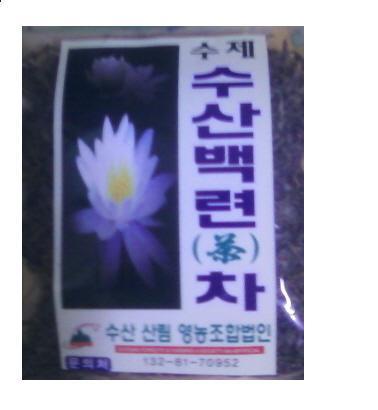 수제
수산백련
(茶)
차
수산 산림 영농조합법인
문의처 132-81-70952